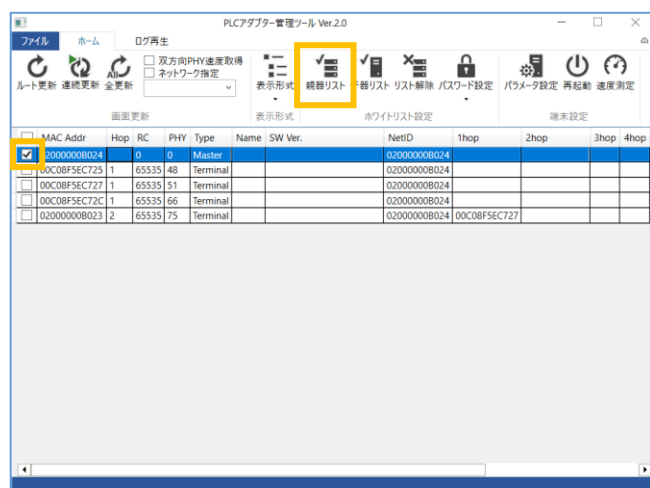 PLCアダプター管理ツール Ver.2.0
ファイル ホーム ログ再生
双方向PHY速度取得
ネットワーク指定
ルート更新 連続更新 全更新 表示形式 親器リスト 子器リスト リスト解除 パスワード設定 パラメータ設定 再起動 速度測定
画面更新 表示形式 ホワイトリスト設定 端末設定
MAC Addr Hop RC PHY Type Name SW Ver. NetID 1hop 2hop 3hop 4hop
02000000B024 0 0 Master 02000000B024
00C08F5EC725 1 65535 48 Terminal 02000000B024
00C08F5EC727 1 65535 51 Terminal 02000000B024
00C08F5EC72C 1 65535 66 Terminal 02000000B024
02000000B023 2 65535 75 Terminal 02000000B024 00C08F5EC727